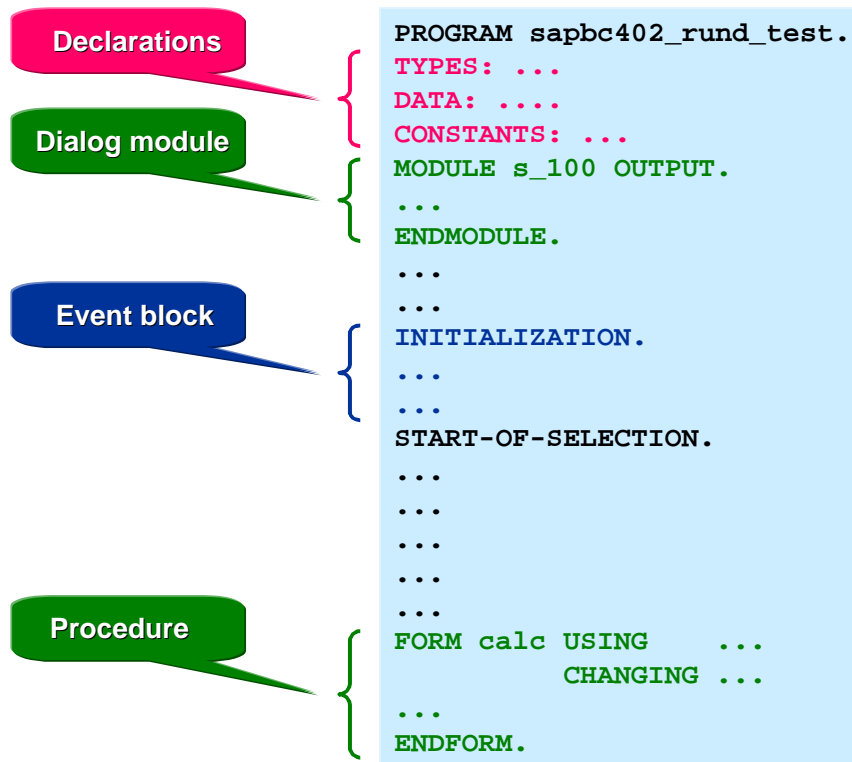 Declarations
Dialog module
Event block
Procedure
PROGRAM sapbc402_rund_test.
TYPES: ...
DATA: ....
CONSTANTS: ...
MODULE s_100 OUTPUT.
...
ENDMODULE.
...
...
INITIALIZATION.
...
...
START-OF-SELECTION.
...
...
...
...
...
FORM calc USING ...
CHANGING ...
...
ENDFORM.